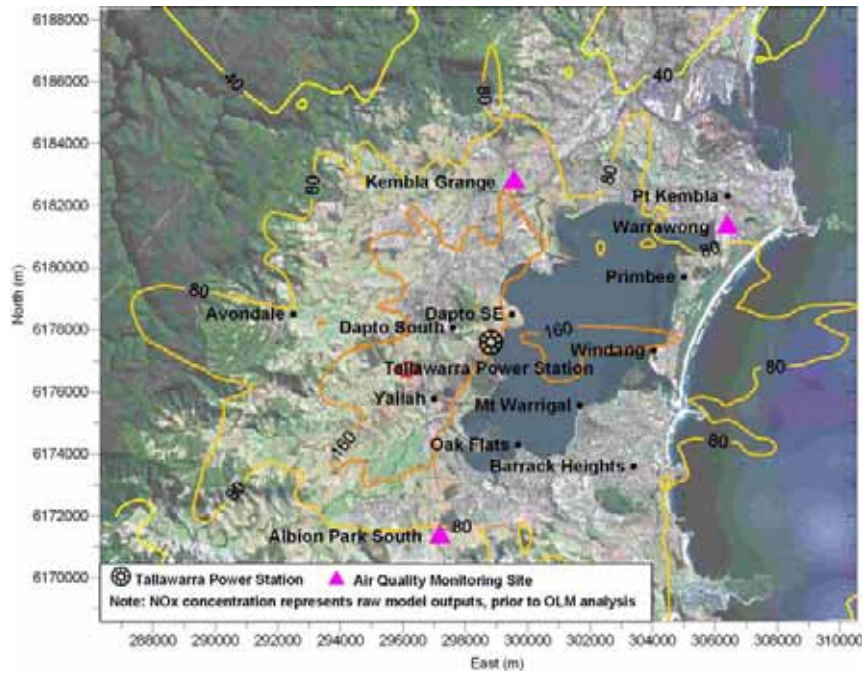 6188000
40
40
6186000
80
6184000
80
80
Kembla Grange
6182000
Pt Kembla
Warrawong
80
6180000
Primbee
North (m)
80
Avondale
Dapto SE
6178000
Dapto South
160
Windang
80
Tallawarra Power Station
6176000
Yallah
Mt Warrigal
160
Oak Flats
80
6174000
Barrack Heights
80
6172000
Albion Park South
80
6170000
Tallawarra Power Station
Air Quality Monitoring Site
Note: NOx concentration represents raw model outputs, prior to OLM analysis
288000 290000 292000 294000 296000 298000 300000 302000 304000 306000 308000 310000
East (m)